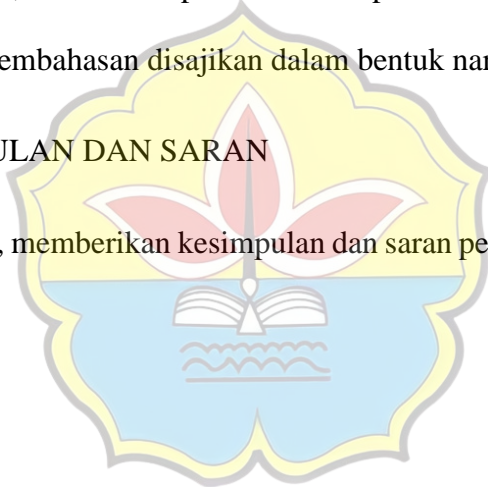 embahasan disajikan dalam bentuk nar
ULAN DAN SARAN
, memberikan kesimpulan dan saran pe